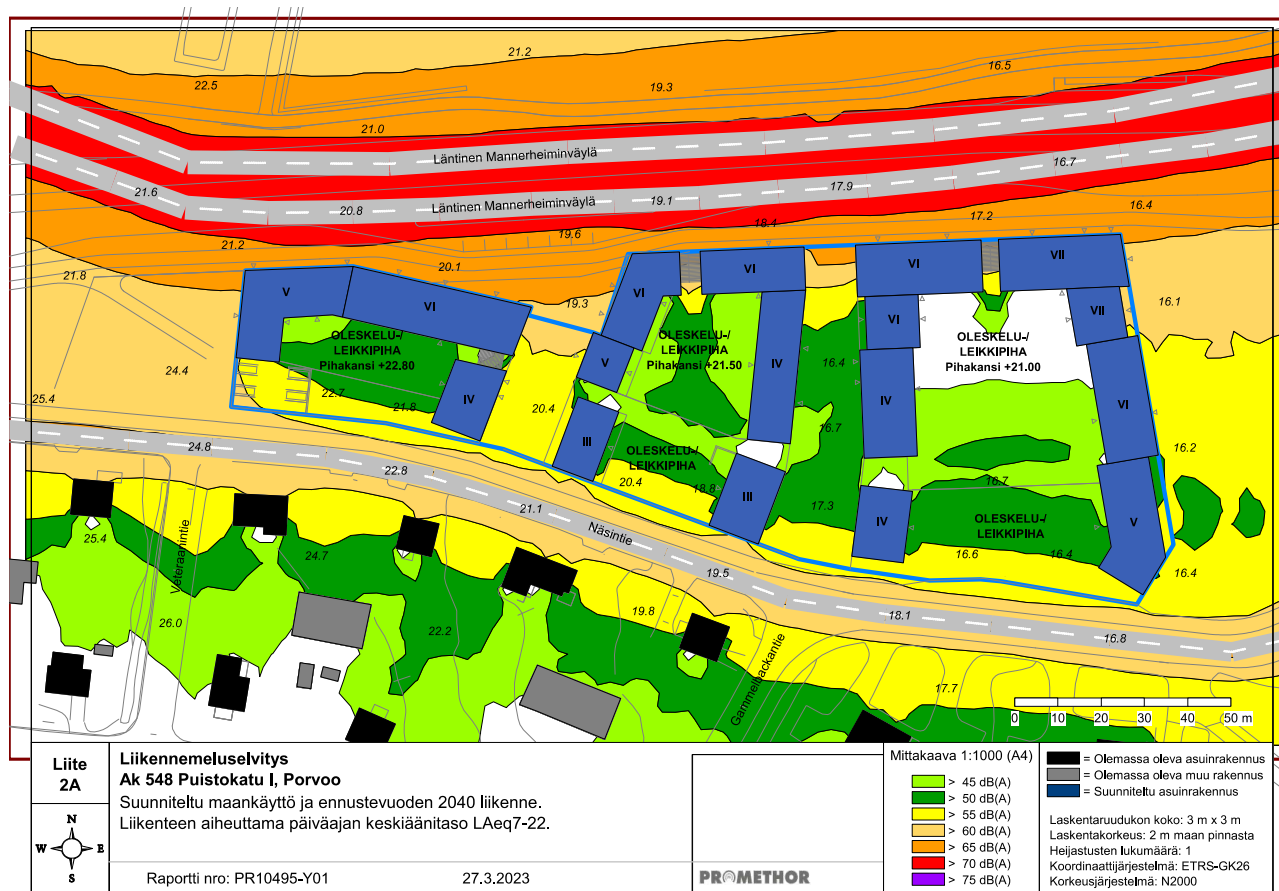 21.2
22.5
16.5
19.3
21.0
Läntinen Mannerheiminväylä
16.7
21.6
20.8
Läntinen Mannerheiminväylä
19.1
17.9
16.4
17.2
18.4
19.6
21.2
20.1
21.8
19.3
16.1
V
VI
VI
VI
VI
VII
VI
VII
OLESKELU-/
LEIKKIPIHA
Pihakansi +22.80
OLESKELU-/
LEIKKIPIHA
Pihakansi +21.50
OLESKELU-/
LEIKKIPIHA
Pihakansi +21.00
V
IV
16.4
IV
VI
24.4
25.4
22.7
21.8
IV
20.4
16.7
III
OLESKELU-/
LEIKKIPIHA
20.4
18.8
III
17.3
16.7
16.2
IV
OLESKELU-/
LEIKKIPIHA
V
16.6
16.4
16.4
24.8
22.8
21.1
Näsintie
19.5
18.1
16.8
25.4
Veteraanintie
24.7
26.0
22.2
19.8
Gammelbackantie
17.7
0 10 20 30 40 50 m
Liite
2A
N
W E
S
Liikennemeluselvitys
Ak 548 Puistokatu I, Porvoo
Suunniteltu maankäyttö ja ennustevuoden 2040 liikenne.
Liikenteen aiheuttama päiväajan keskiäänitaso LAeq7-22.
Raportti nro: PR10495-Y01 27.3.2023
PROMETHOR
Mittakaava 1:1000 (A4)
> 45 dB(A)
> 50 dB(A)
> 55 dB(A)
> 60 dB(A)
> 65 dB(A)
> 70 dB(A)
> 75 dB(A)
= Olemassa oleva asuinrakennus
= Olemassa oleva muu rakennus
= Suunniteltu asuinrakennus
Laskentaruudukon koko: 3 m x 3 m
Laskentakorkeus: 2 m maan pinnasta
Heijastusten lukumäärä: 1
Koordinaattijärjestelmä: ETRS-GK26
Korkeusjärjestelmä: N2000